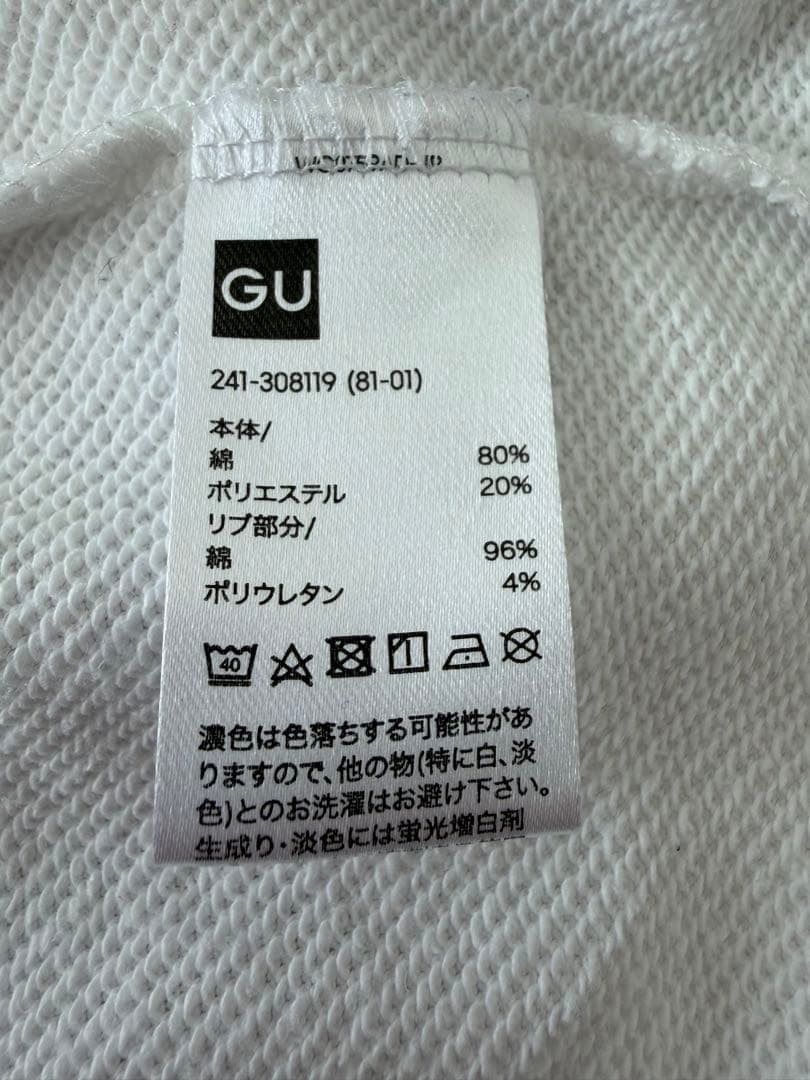 GU
241-308119 (81-01)
本体/
綿 80%
ポリエステル 20%
リブ部分/
綿 96%
ポリウレタン 4%
40
濃色は色落ちする可能性があ
りますので、他の物(特に白、淡
色)とのお洗濯はお避け下さい。
生成り・淡色には蛍光増白剤